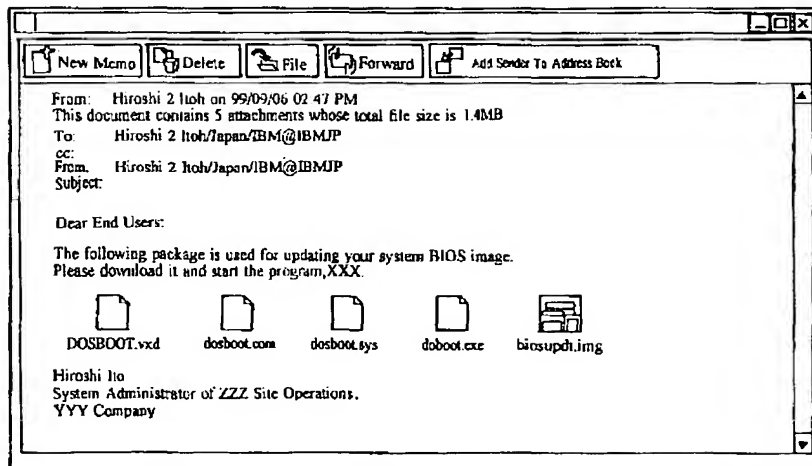 New Memo Delete File Forward Add Sender To Address Book
From: Hiroshi 2 Itoh on 99/09/06 02 47 PM
This document contains 5 attachments whose total file size is 1.4MB
To: Hiroshi 2 Itoh/Japan/IBM@IBMJP
cc:
From. Hiroshi 2 Itoh/Japan/IBM@IBMJP
Subject:
Dear End Users:
The following package is used for updating your system BIOS image.
Please download it and start the program,XXX.
DOSBOOT.vxd dosboot.com dosboot.sys doboot.exe biosupdt.img
Hiroshi Ito
System Administrator of ZZZ Site Operations.
YYY Company